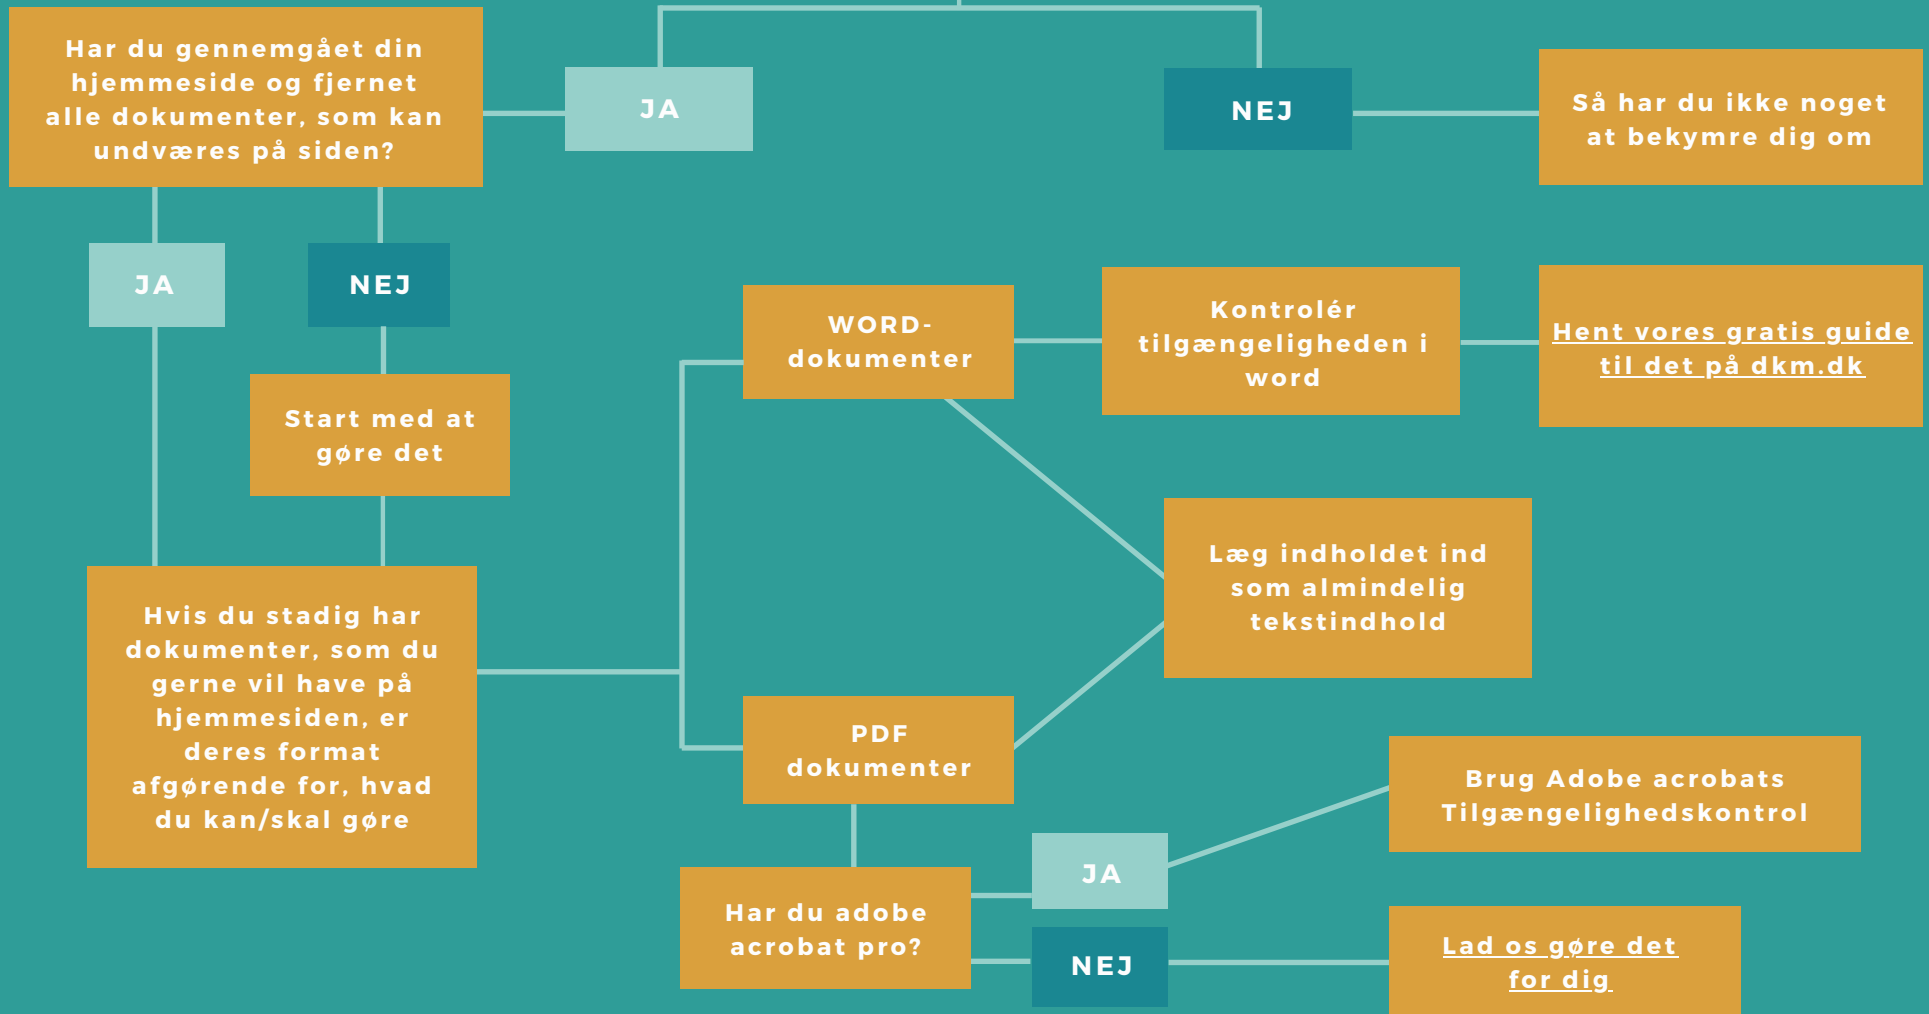 Har du gennemgået din
hjemmeside og fjernet
alle dokumenter, som kan
undværes på siden?
JA
NEJ
Så har du ikke noget
at bekymre dig om
JA
NEJ
Start med at
gøre det
Hvis du stadig har
dokumenter, som du
gerne vil have på
hjemmesiden, er
deres format
afgørende for, hvad
du kan/skal gøre
WORD-
dokumenter
Kontrolér
tilgængeligheden i
word
Hent vores gratis guide
til det på dkm.dk
Læg indholdet ind
som almindelig
tekstindhold
PDF
dokumenter
Har du adobe
acrobat pro?
JA
Brug Adobe acrobats
Tilgængelighedskontrol
NEJ
Lad os gøre det
for dig